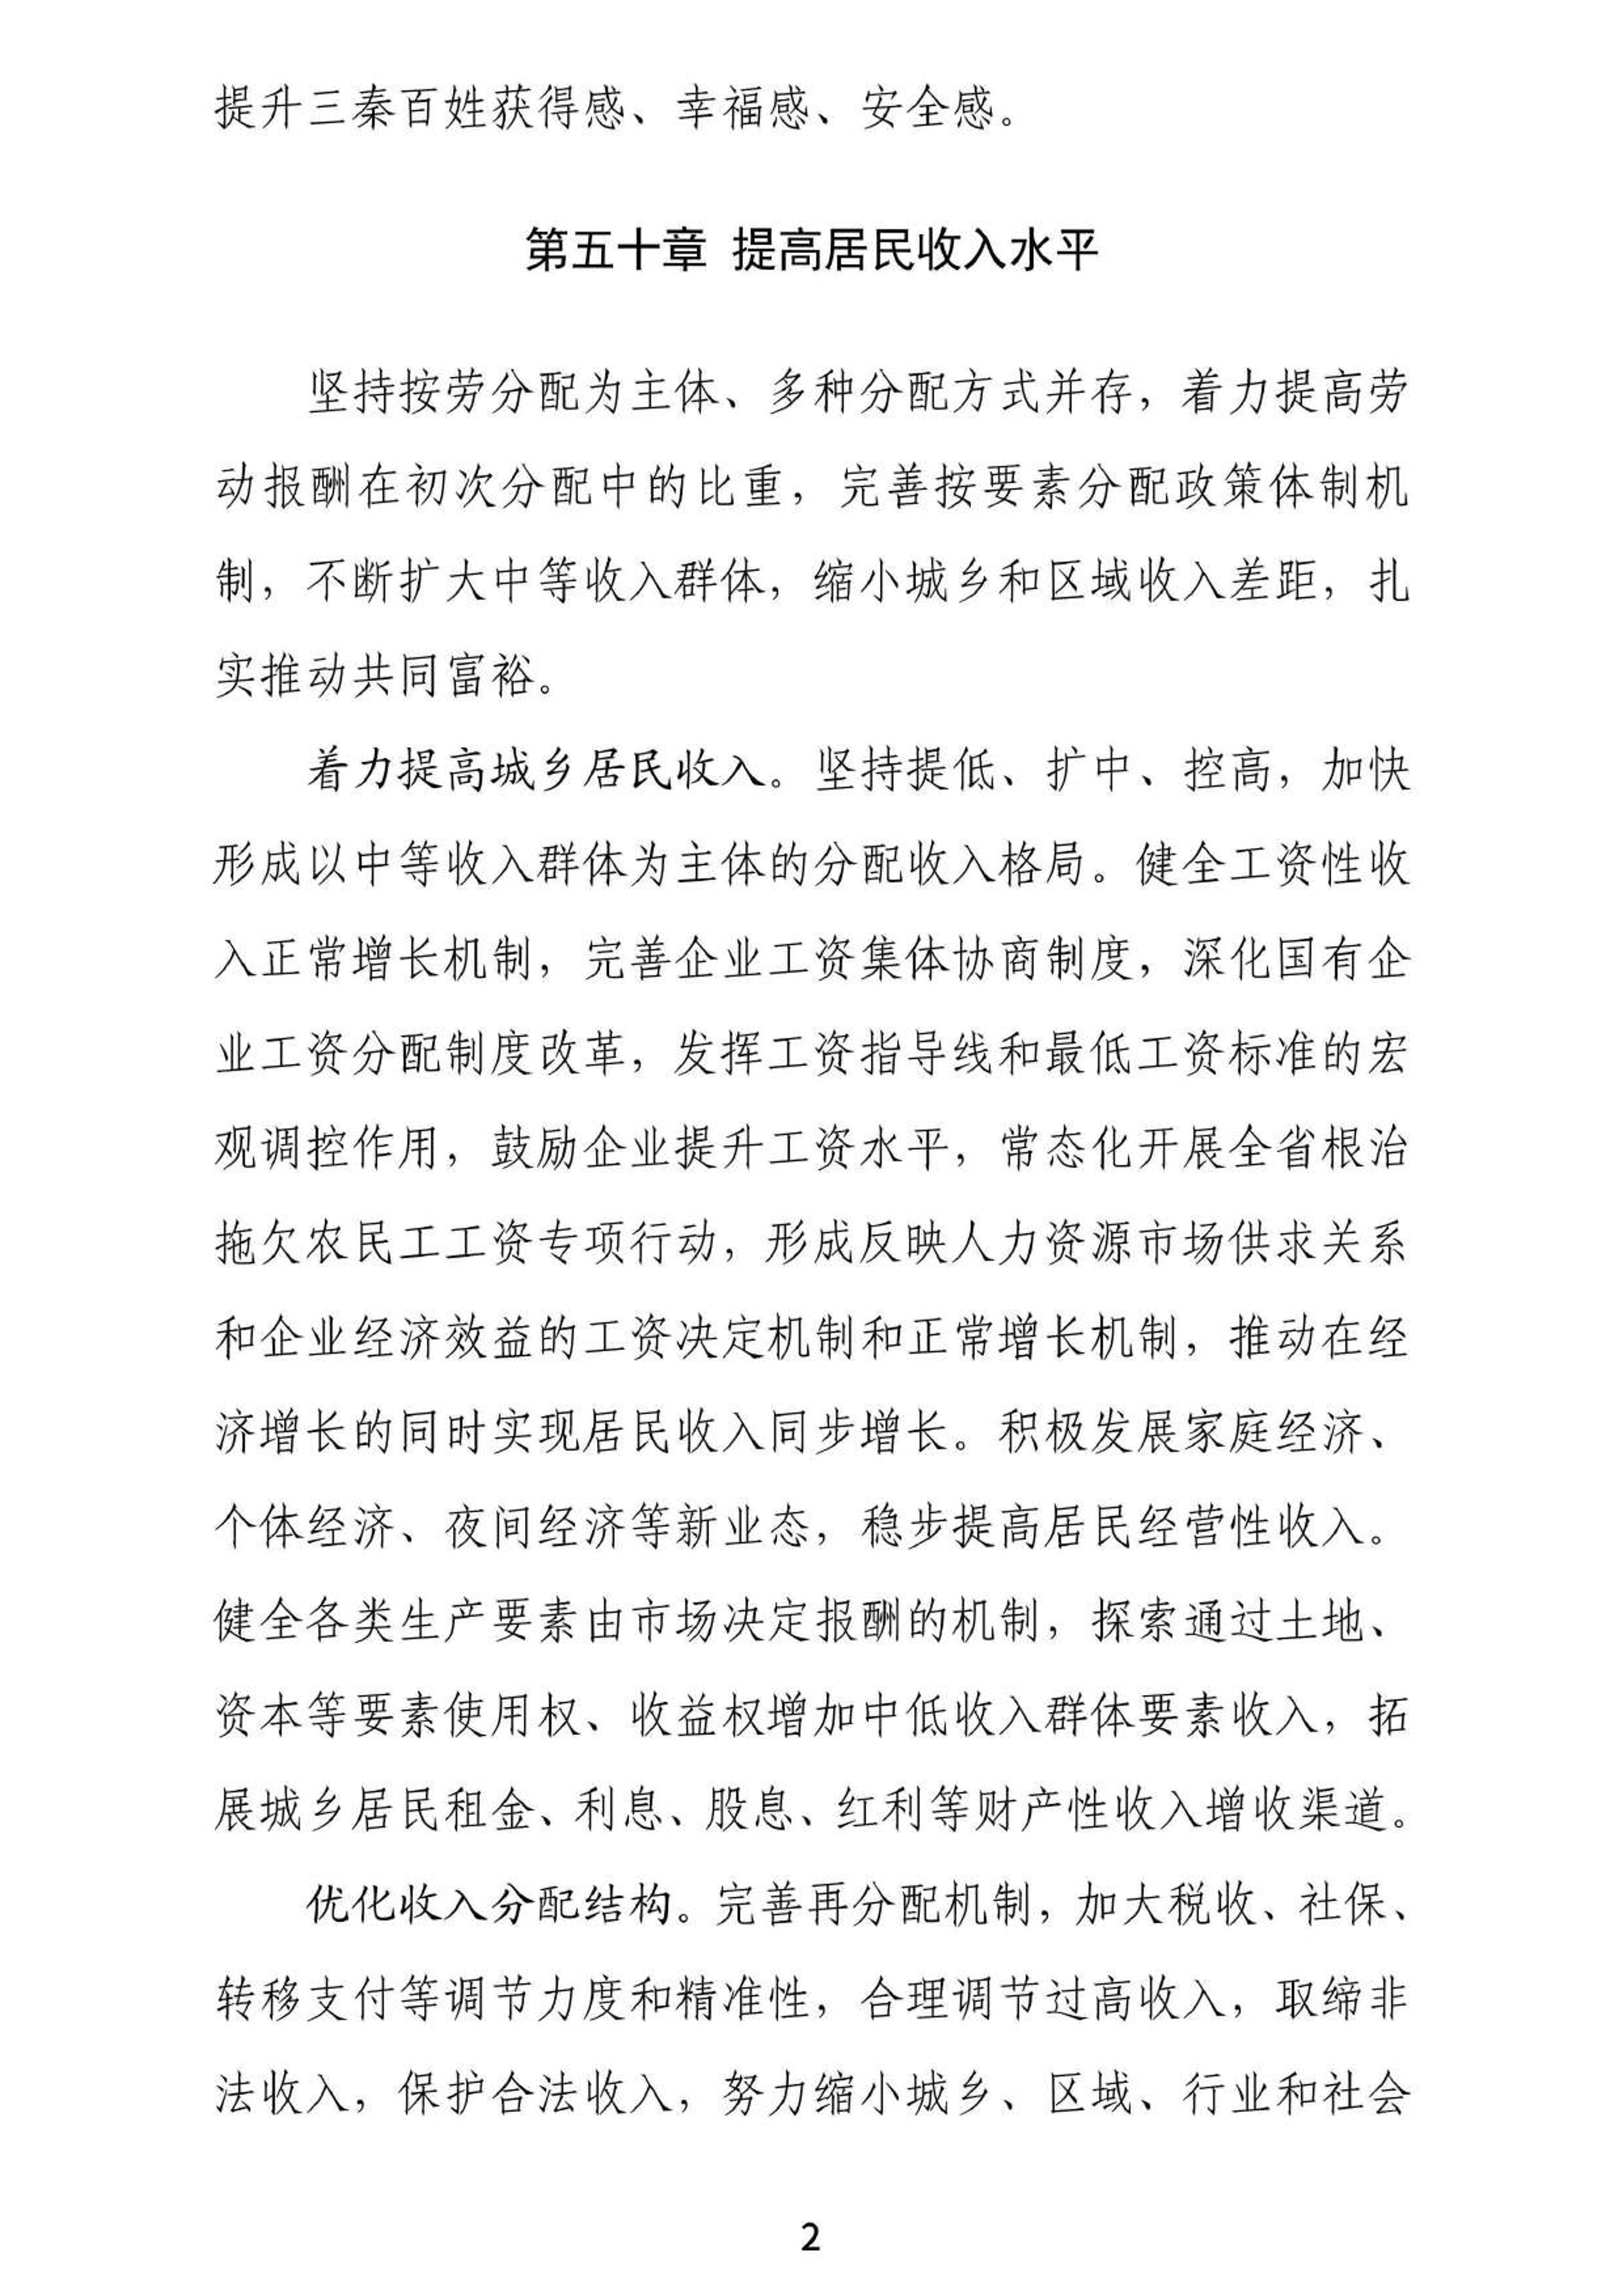 提升三秦百姓获得感、幸福感、安全感。
第五十章 提高居民收入水平
坚持按劳分配为主体、多种分配方式并存，着力提高劳
动报酬在初次分配中的比重，完善按要素分配政策体制机
制，不断扩大中等收入群体，缩小城乡和区域收入差距，扎
实推动共同富裕。
着力提高城乡居民收入。坚持提低、扩中、控高，加快
形成以中等收入群体为主体的分配收入格局。健全工资性收
入正常增长机制，完善企业工资集体协商制度，深化国有企
业工资分配制度改革，发挥工资指导线和最低工资标准的宏
观调控作用，鼓励企业提升工资水平，常态化开展全省根治
拖欠农民工工资专项行动，形成反映人力资源市场供求关系
和企业经济效益的工资决定机制和正常增长机制，推动在经
济增长的同时实现居民收入同步增长。积极发展家庭经济、
个体经济、夜间经济等新业态，稳步提高居民经营性收入。
健全各类生产要素由市场决定报酬的机制，探索通过土地、
资本等要素使用权、收益权增加中低收入群体要素收入，拓
展城乡居民租金、利息、股息、红利等财产性收入增收渠道。
优化收入分配结构。完善再分配机制，加大税收、社保、
转移支付等调节力度和精准性，合理调节过高收入，取缔非
法收入，保护合法收入，努力缩小城乡、区域、行业和社会
2